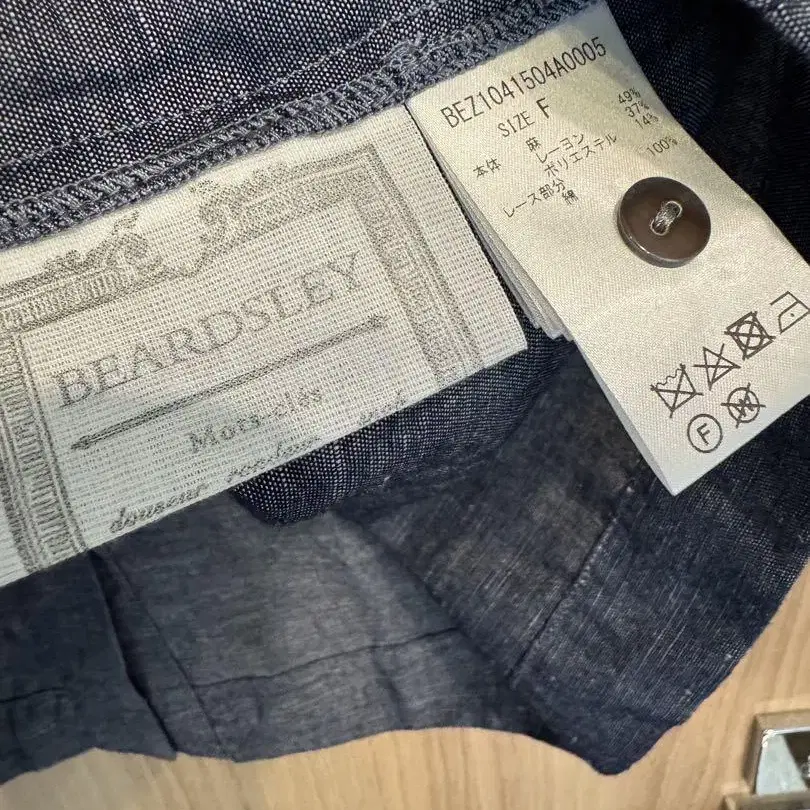 BEARDSLEY
Mots-clés
douceur
BEZ1041504A0005
SIZE F
本体 麻 49%
レーヨン 37%
ポリエステル 14%
レース部分
綿 100%
F
W